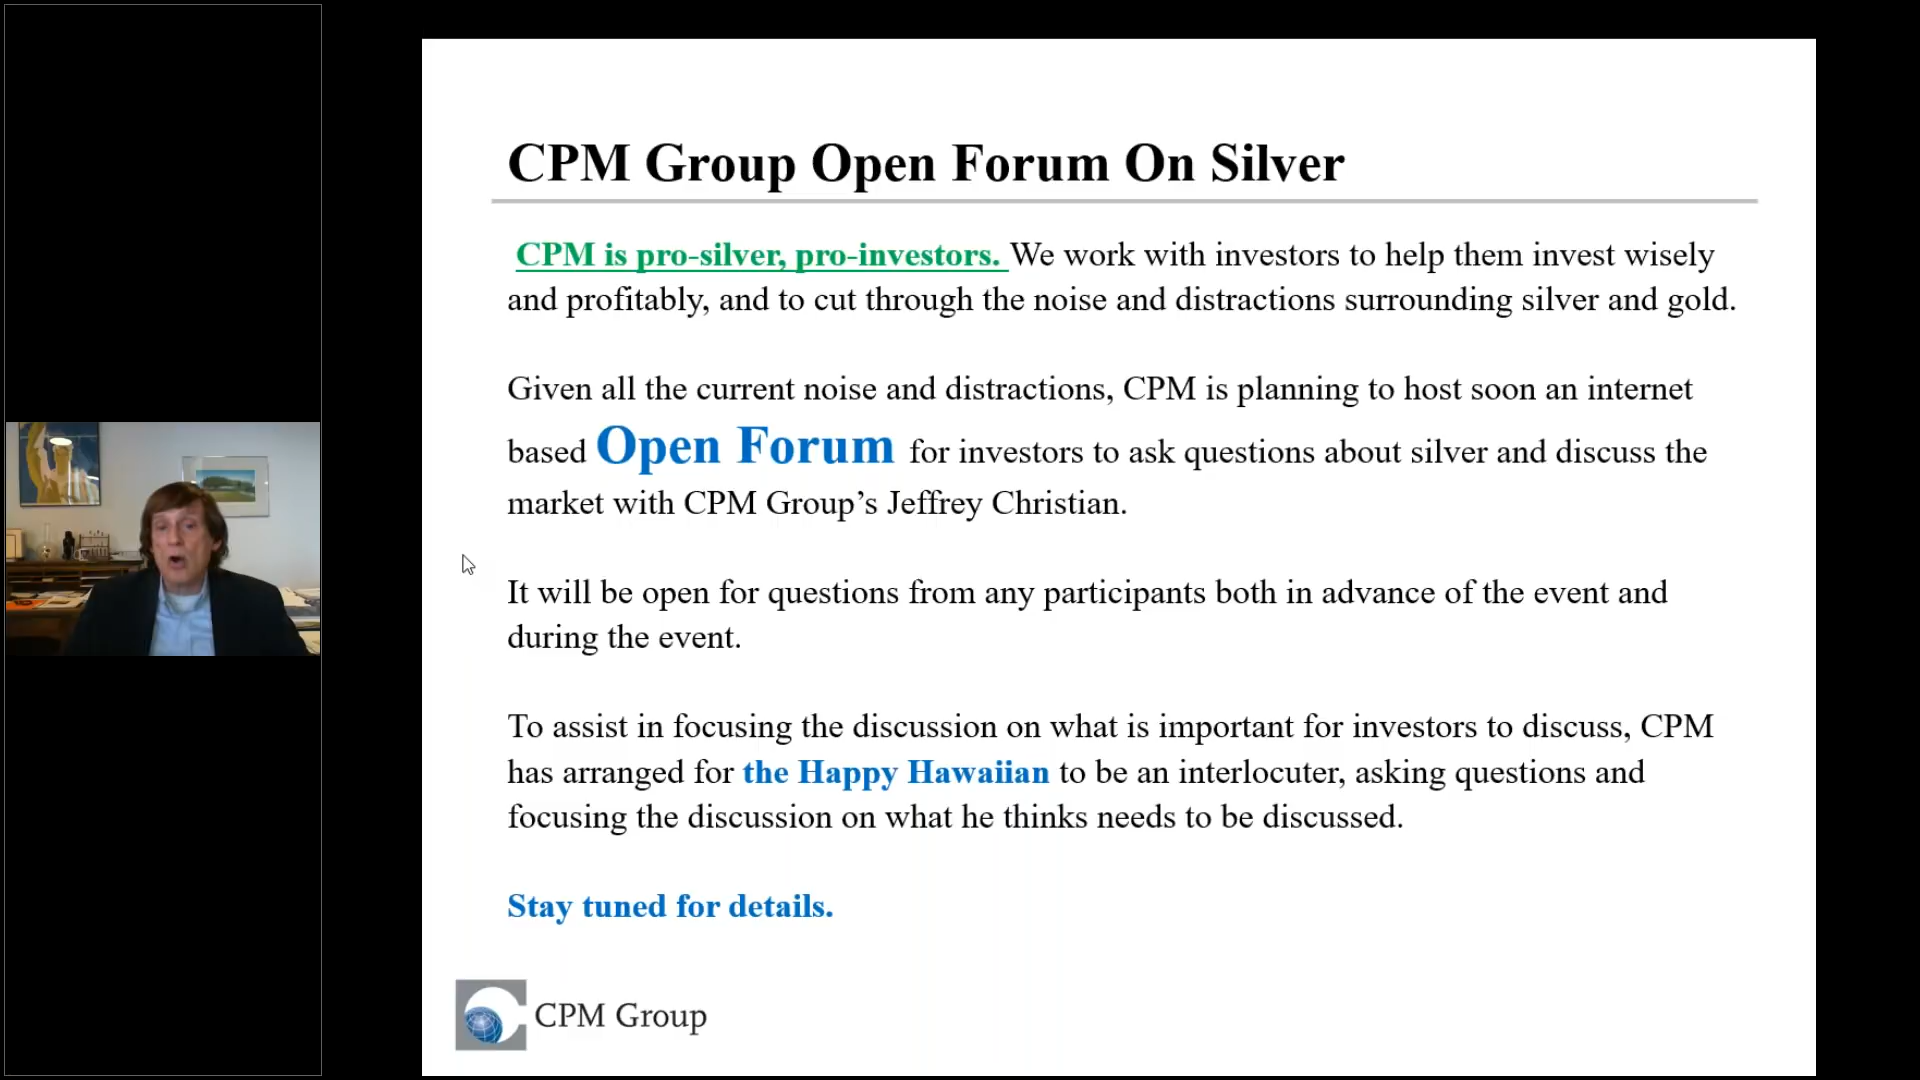 CPM Group Open Forum On Silver
CPM is pro-silver, pro-investors. We work with investors to help them invest wisely
and profitably, and to cut through the noise and distractions surrounding silver and gold.
Given all the current noise and distractions, CPM is planning to host soon an internet
based Open Forum for investors to ask questions about silver and discuss the
market with CPM Group’s Jeffrey Christian.
It will be open for questions from any participants both in advance of the event and
during the event.
To assist in focusing the discussion on what is important for investors to discuss, CPM
has arranged for the Happy Hawaiian to be an interlocuter, asking questions and
focusing the discussion on what he thinks needs to be discussed.
Stay tuned for details.
CPM Group